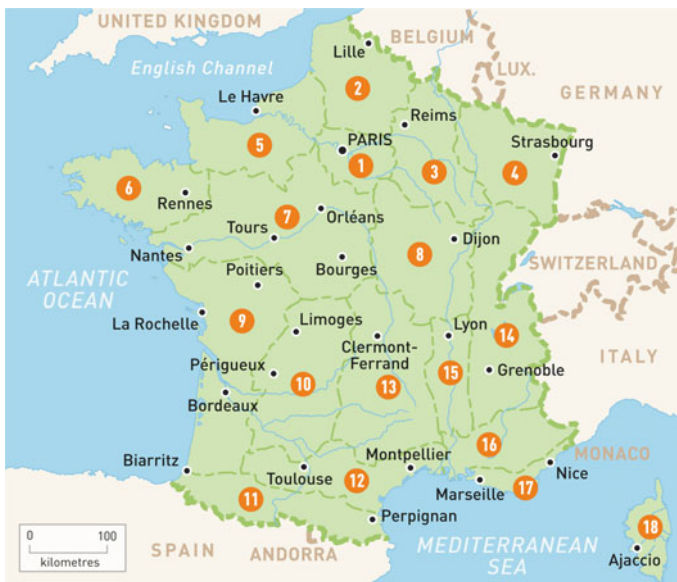 UNITED KINGDOM
BELGIUM
Lille
English Channel
LUX.
2
GERMANY
Le Havre
Reims
5
PARIS
Strasbourg
1
3
4
6
Rennes
7
Orléans
Tours
Dijon
Nantes
8
Bourges
SWITZERLAND
ATLANTIC
OCEAN
Poitiers
La Rochelle
9
Limoges
Lyon
14
Clermont-
Ferrand
ITALY
Périgueux
10
13
15
Grenoble
Bordeaux
16
Biarritz
Montpellier
MONACO
Toulouse
12
Nice
Marseille
17
11
Perpignan
18
0 100
kilometres
SPAIN
ANDORRA
MEDITERRANEAN
SEA
Ajaccio